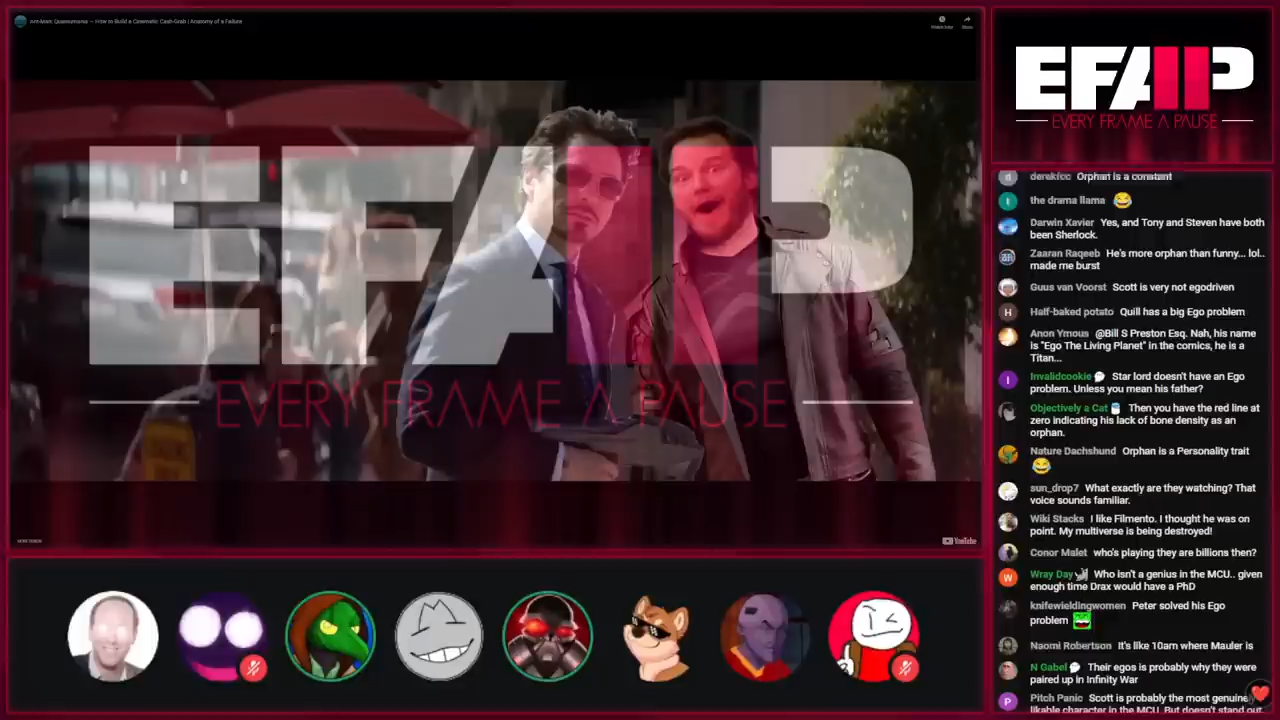 Ant-Man: Quantumania – How to Build a Cinematic Cash-Grab | Anatomy of a Failure
Watch later
Share
EFAP
EVERY FRAME A PAUSE
MORE VIDEOS
YouTube
EFAP
EVERY FRAME A PAUSE
derekfcc Orphan is a constant
the drama llama 😂
Darwin Xavier Yes, and Tony and Steven have both
been Sherlock.
Zaaran Raqeeb He's more orphan than funny... lol..
made me burst
Guus van Voorst Scott is very not egodriven
Half-baked potato Quill has a big Ego problem
Anon Ymous @Bill S Preston Esq. Nah, his name
is "Ego The Living Planet" in the comics, he is a
Titan...
Invalidcookie Star lord doesn't have an Ego
problem. Unless you mean his father?
Objectively a Cat Then you have the red line at
zero indicating his lack of bone density as an
orphan.
Nature Dachshund Orphan is a Personality trait
😂
sun_drop7 What exactly are they watching? That
voice sounds familiar.
Wiki Stacks I like Filmento. I thought he was on
point. My multiverse is being destroyed!
Conor Malet who's playing they are billions then?
Wray Day Who isn't a genius in the MCU.. given
enough time Drax would have a PhD
knifewieldingwomen Peter solved his Ego
problem
Naomi Robertson It's like 10am where Mauler is
N Gabel Their egos is probably why they were
paired up in Infinity War
Pitch Panic Scott is probably the most genuinely
likable character in the MCU. But doesn't stand out